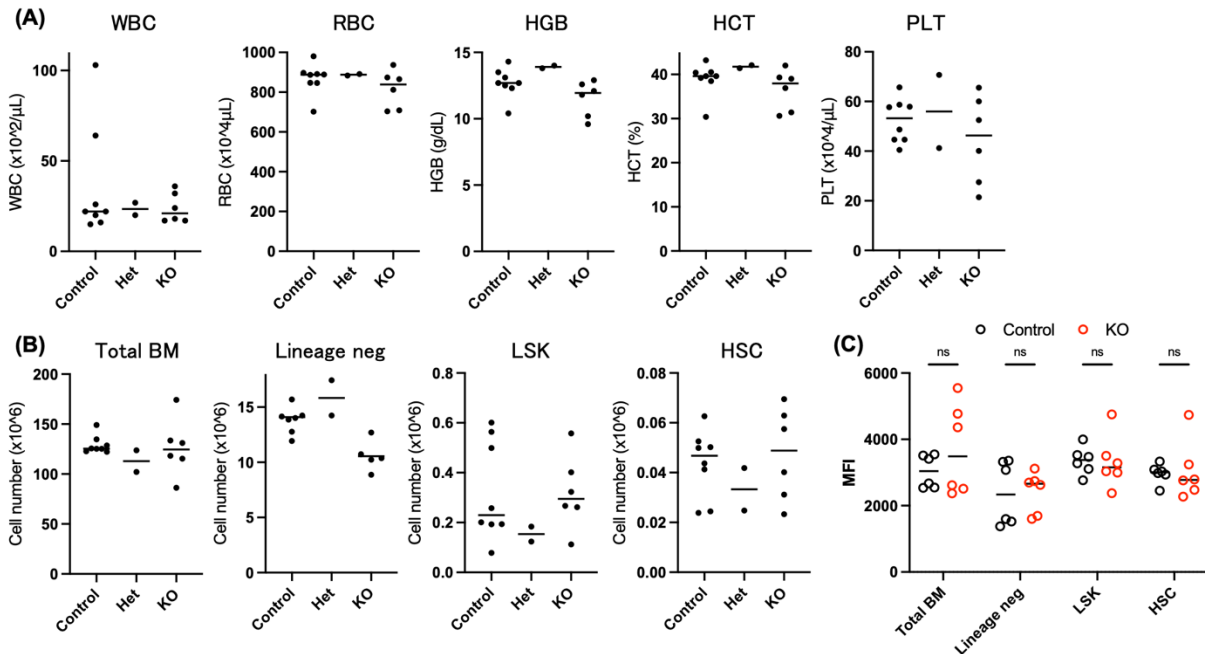 (A)
WBC
WBC (x10^2/μL)
100
50
0
Control
Het
KO
RBC
RBC (x10^4μL)
1000
800
600
400
200
0
Control
Het
KO
HGB
HGB (g/dL)
15
10
5
0
Control
Het
KO
HCT
HCT (%)
40
20
0
Control
Het
KO
PLT
PLT (x10^4/μL)
80
60
40
20
0
Control
Het
KO
(B)
Total BM
Cell number (x10^6)
200
150
100
50
0
Control
Het
KO
Lineage neg
Cell number (x10^6)
15
10
5
0
Control
Het
KO
LSK
Cell number (x10^6)
0.8
0.6
0.4
0.2
0.0
Control
Het
KO
HSC
Cell number (x10^6)
0.08
0.06
0.04
0.02
0.00
Control
Het
KO
(C)
Control
KO
ns
ns
ns
ns
MFI
6000
4000
2000
0
Total BM
Lineage neg
LSK
HSC